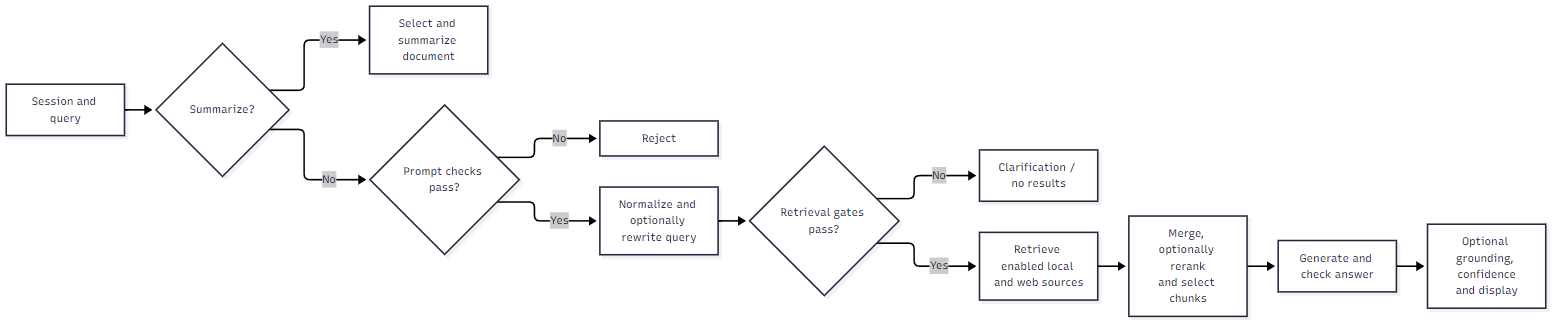 Session and
query
Summarize?
Yes
Select and
summarize
document
No
Prompt checks
pass?
No
Reject
Yes
Normalize and
optionally
rewrite query
Retrieval gates
pass?
No
Clarification /
no results
Yes
Retrieve
enabled local
and web sources
Merge,
optionally
rerank
and select
chunks
Generate and
check answer
Optional
grounding,
confidence
and display